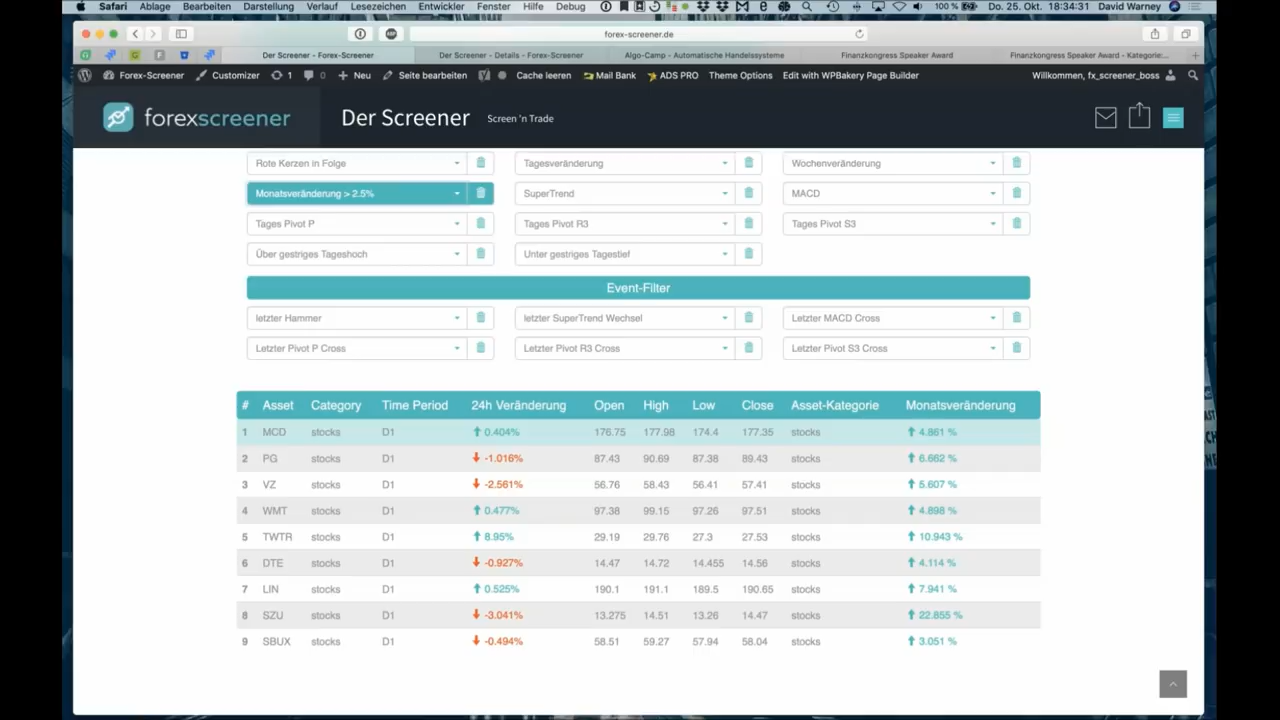 Safari Ablage Bearbeiten Darstellung Verlauf Lesezeichen Entwickler Fenster Hilfe Debug 100 % Do. 25. Okt. 18:34:31 David Warney
forex-screener.de
Der Screener - Forex-Screener Der Screener - Details - Forex-Screener Algo-Camp - Automatische Handelssysteme Finanzkongress Speaker Award Finanzkongress Speaker Award - Kategorie:...
Forex-Screener Customizer 1 0 Neu Seite bearbeiten Cache leeren Mail Bank ADS PRO Theme Options Edit with WPBakery Page Builder Willkommen, fx_screener_boss
forexscreener Der Screener Screen 'n Trade
Rote Kerzen in Folge Tagesveränderung Wochenveränderung
Monatsveränderung > 2.5% SuperTrend MACD
Tages Pivot P Tages Pivot R3 Tages Pivot S3
Über gestriges Tageshoch Unter gestriges Tagestief
Event-Filter
letzter Hammer letzter SuperTrend Wechsel Letzter MACD Cross
Letzter Pivot P Cross Letzter Pivot R3 Cross Letzter Pivot S3 Cross
# Asset Category Time Period 24h Veränderung Open High Low Close Asset-Kategorie Monatsveränderung
1 MCD stocks D1 0.404% 176.75 177.98 174.4 177.35 stocks 4.861 %
2 PG stocks D1 -1.016% 87.43 90.69 87.38 89.43 stocks 6.662 %
3 VZ stocks D1 -2.561% 56.76 58.43 56.41 57.41 stocks 5.607 %
4 WMT stocks D1 0.477% 97.38 99.15 97.26 97.51 stocks 4.898 %
5 TWTR stocks D1 8.95% 29.19 29.76 27.3 27.53 stocks 10.943 %
6 DTE stocks D1 -0.927% 14.47 14.72 14.455 14.56 stocks 4.114 %
7 LIN stocks D1 0.525% 190.1 191.1 189.5 190.65 stocks 7.941 %
8 SZU stocks D1 -3.041% 13.275 14.51 13.26 14.47 stocks 22.855 %
9 SBUX stocks D1 -0.494% 58.51 59.27 57.94 58.04 stocks 3.051 %